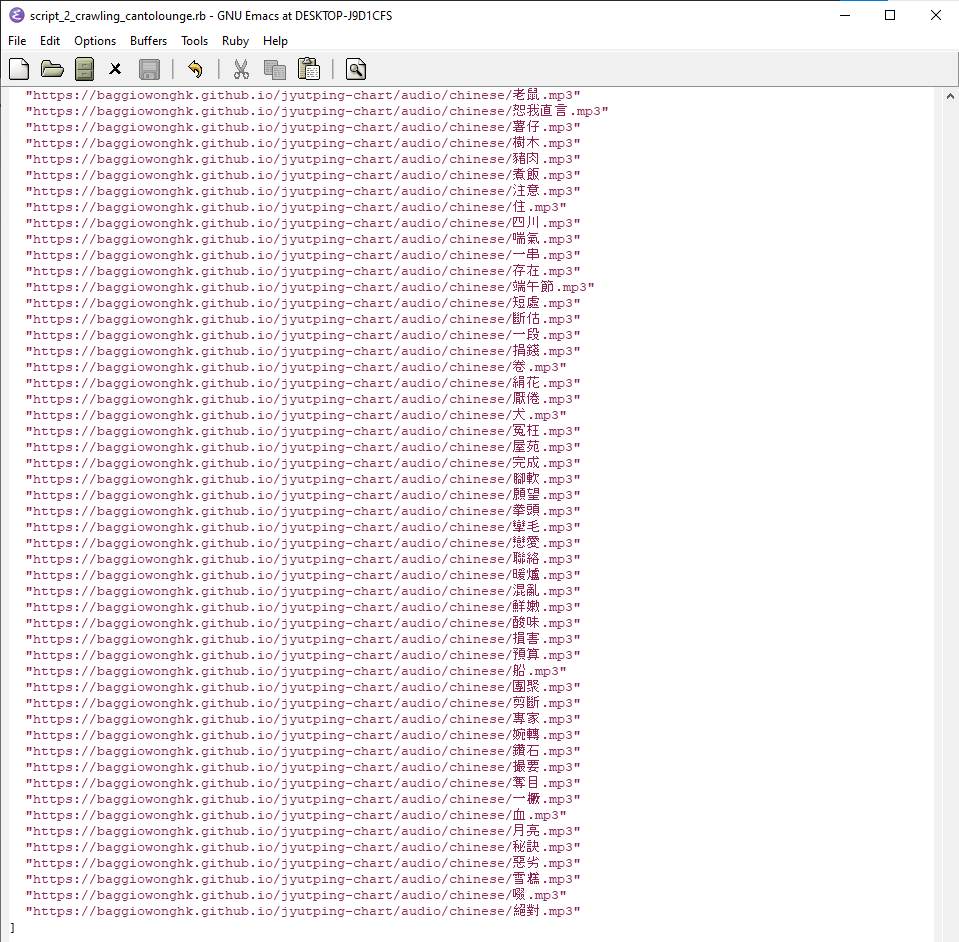 script_2_crawling_cantolounge.rb - GNU Emacs at DESKTOP-J9D1CFS
File Edit Options Buffers Tools Ruby Help
"https://baggiowonghk.github.io/jyutping-chart/audio/chinese/老鼠.mp3"
"https://baggiowonghk.github.io/jyutping-chart/audio/chinese/恕我直言.mp3"
"https://baggiowonghk.github.io/jyutping-chart/audio/chinese/薯仔.mp3"
"https://baggiowonghk.github.io/jyutping-chart/audio/chinese/樹木.mp3"
"https://baggiowonghk.github.io/jyutping-chart/audio/chinese/豬肉.mp3"
"https://baggiowonghk.github.io/jyutping-chart/audio/chinese/煮飯.mp3"
"https://baggiowonghk.github.io/jyutping-chart/audio/chinese/注意.mp3"
"https://baggiowonghk.github.io/jyutping-chart/audio/chinese/住.mp3"
"https://baggiowonghk.github.io/jyutping-chart/audio/chinese/四川.mp3"
"https://baggiowonghk.github.io/jyutping-chart/audio/chinese/喘氣.mp3"
"https://baggiowonghk.github.io/jyutping-chart/audio/chinese/一串.mp3"
"https://baggiowonghk.github.io/jyutping-chart/audio/chinese/存在.mp3"
"https://baggiowonghk.github.io/jyutping-chart/audio/chinese/端午節.mp3"
"https://baggiowonghk.github.io/jyutping-chart/audio/chinese/短處.mp3"
"https://baggiowonghk.github.io/jyutping-chart/audio/chinese/斷估.mp3"
"https://baggiowonghk.github.io/jyutping-chart/audio/chinese/一段.mp3"
"https://baggiowonghk.github.io/jyutping-chart/audio/chinese/捐錢.mp3"
"https://baggiowonghk.github.io/jyutping-chart/audio/chinese/卷.mp3"
"https://baggiowonghk.github.io/jyutping-chart/audio/chinese/絹花.mp3"
"https://baggiowonghk.github.io/jyutping-chart/audio/chinese/厭倦.mp3"
"https://baggiowonghk.github.io/jyutping-chart/audio/chinese/犬.mp3"
"https://baggiowonghk.github.io/jyutping-chart/audio/chinese/冤枉.mp3"
"https://baggiowonghk.github.io/jyutping-chart/audio/chinese/屋苑.mp3"
"https://baggiowonghk.github.io/jyutping-chart/audio/chinese/完成.mp3"
"https://baggiowonghk.github.io/jyutping-chart/audio/chinese/腳軟.mp3"
"https://baggiowonghk.github.io/jyutping-chart/audio/chinese/願望.mp3"
"https://baggiowonghk.github.io/jyutping-chart/audio/chinese/拳頭.mp3"
"https://baggiowonghk.github.io/jyutping-chart/audio/chinese/攣毛.mp3"
"https://baggiowonghk.github.io/jyutping-chart/audio/chinese/戀愛.mp3"
"https://baggiowonghk.github.io/jyutping-chart/audio/chinese/聯絡.mp3"
"https://baggiowonghk.github.io/jyutping-chart/audio/chinese/暖爐.mp3"
"https://baggiowonghk.github.io/jyutping-chart/audio/chinese/混亂.mp3"
"https://baggiowonghk.github.io/jyutping-chart/audio/chinese/鮮嫩.mp3"
"https://baggiowonghk.github.io/jyutping-chart/audio/chinese/酸味.mp3"
"https://baggiowonghk.github.io/jyutping-chart/audio/chinese/損害.mp3"
"https://baggiowonghk.github.io/jyutping-chart/audio/chinese/預算.mp3"
"https://baggiowonghk.github.io/jyutping-chart/audio/chinese/船.mp3"
"https://baggiowonghk.github.io/jyutping-chart/audio/chinese/團聚.mp3"
"https://baggiowonghk.github.io/jyutping-chart/audio/chinese/剪斷.mp3"
"https://baggiowonghk.github.io/jyutping-chart/audio/chinese/專家.mp3"
"https://baggiowonghk.github.io/jyutping-chart/audio/chinese/婉轉.mp3"
"https://baggiowonghk.github.io/jyutping-chart/audio/chinese/鑽石.mp3"
"https://baggiowonghk.github.io/jyutping-chart/audio/chinese/撮要.mp3"
"https://baggiowonghk.github.io/jyutping-chart/audio/chinese/奪目.mp3"
"https://baggiowonghk.github.io/jyutping-chart/audio/chinese/一橛.mp3"
"https://baggiowonghk.github.io/jyutping-chart/audio/chinese/血.mp3"
"https://baggiowonghk.github.io/jyutping-chart/audio/chinese/月亮.mp3"
"https://baggiowonghk.github.io/jyutping-chart/audio/chinese/秘訣.mp3"
"https://baggiowonghk.github.io/jyutping-chart/audio/chinese/惡劣.mp3"
"https://baggiowonghk.github.io/jyutping-chart/audio/chinese/雪糕.mp3"
"https://baggiowonghk.github.io/jyutping-chart/audio/chinese/啜.mp3"
"https://baggiowonghk.github.io/jyutping-chart/audio/chinese/絕對.mp3"
]